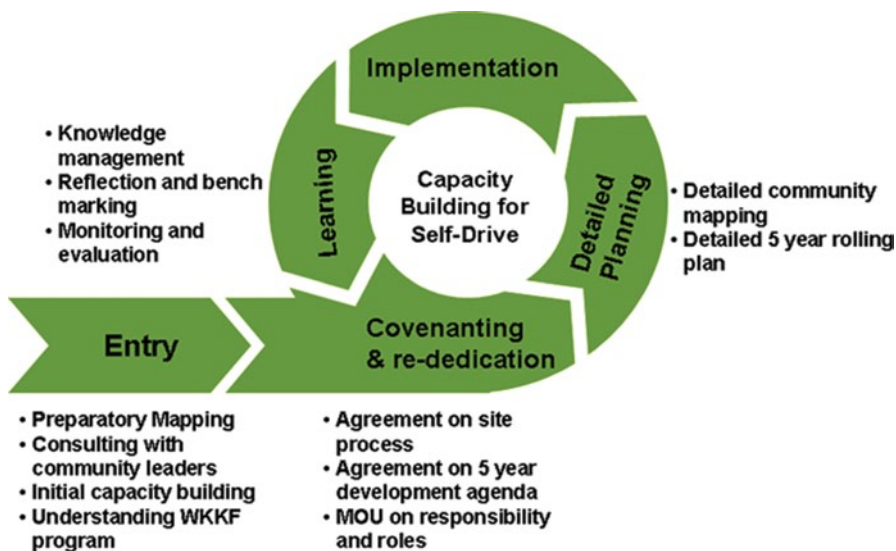 Implementation
• Knowledge
management
• Reflection and bench
marking
• Monitoring and
evaluation
Learning
Capacity
Building for
Self-Drive
Detailed
Planning
• Detailed community
mapping
• Detailed 5 year rolling
plan
Entry
Covenanting
& re-dedication
• Preparatory Mapping
• Consulting with
community leaders
• Initial capacity building
• Understanding WKKF
program
• Agreement on site
process
• Agreement on 5 year
development agenda
• MOU on responsibility
and roles